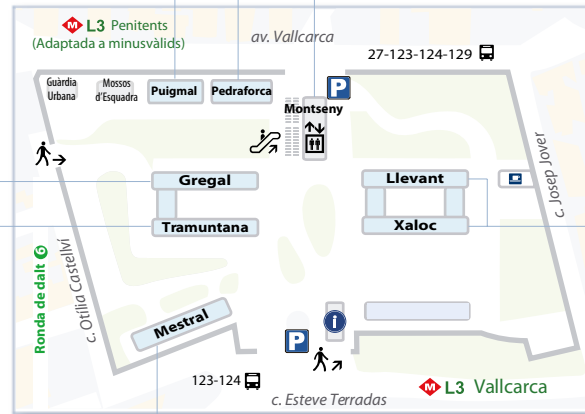 M L3 Penitents
(Adaptada a minusvàlids)
av. Vallcarca
27-123-124-129
Guàrdia
Urbana
Mossos
d'Esquadra
Puigmal
Pedraforca
P
Montseny
c. Josep Jover
Gregal
Llevant
Tramuntana
Xaloc
Ronda de dalt 6
c. Otília Castellví
Mestral
i
P
123-124
c. Esteve Terradas
M L3 Vallcarca